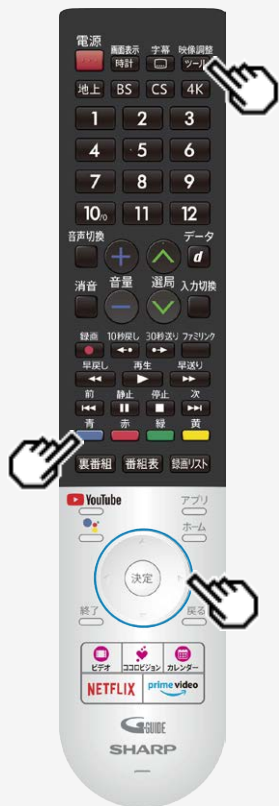 電源
画面表示 字幕 映像調整
時計 ツール
地上 BS CS 4K
1 2 3
4 5 6
7 8 9
10/0 11 12
音声切換 データ
+ d
消音 音量 選局 入力切換
−
録画 10秒戻し 30秒送り ファミリンク
早戻し 再生 早送り
前 静止 停止 次
青 赤 緑 黄
裏番組 番組表 録画リスト
YouTube アプリ
ホーム
決定
終了 戻る
ビデオ ココロビジョン カレンダー
NETFLIX prime video
G-GUIDE
SHARP